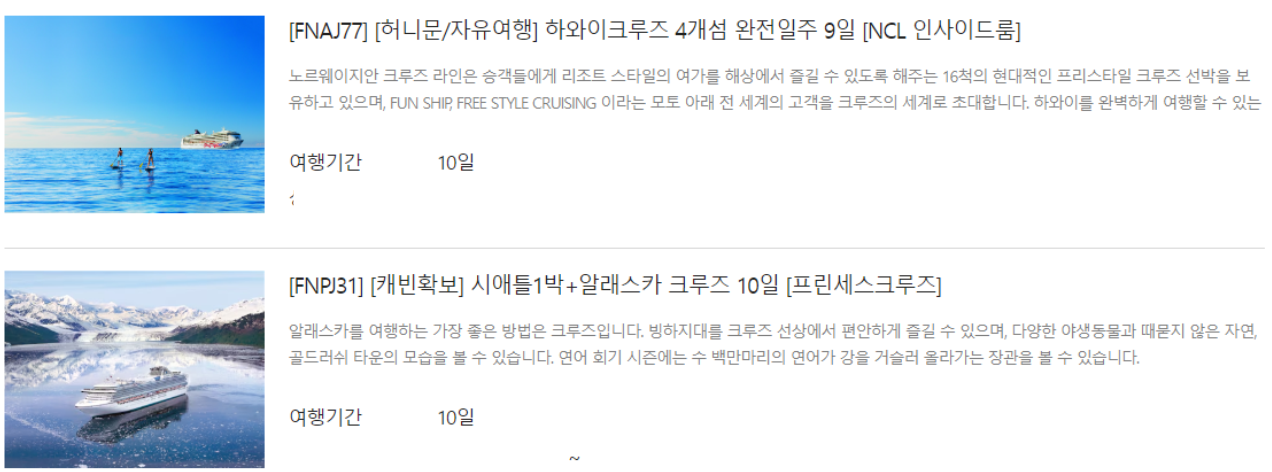 [FNAJ77] [허니문/자유여행] 하와이크루즈 4개섬 완전일주 9일 [NCL 인사이드룸]
노르웨이지안 크루즈 라인은 승객들에게 리조트 스타일의 여가를 해상에서 즐길 수 있도록 해주는 16척의 현대적인 프리스타일 크루즈 선박을 보
유하고 있으며, FUN SHIP, FREE STYLE CRUISING 이라는 모토 아래 전 세계의 고객을 크루즈의 세계로 초대합니다. 하와이를 완벽하게 여행할 수 있는
여행기간 10일
[FNPJ31] [캐빈확보] 시애틀1박+알래스카 크루즈 10일 [프린세스크루즈]
알래스카를 여행하는 가장 좋은 방법은 크루즈입니다. 빙하지대를 크루즈 선상에서 편안하게 즐길 수 있으며, 다양한 야생동물과 때묻지 않은 자연,
골드러쉬 타운의 모습을 볼 수 있습니다. 연어 회기 시즌에는 수 백만마리의 연어가 강을 거슬러 올라가는 장관을 볼 수 있습니다.
여행기간 10일
~